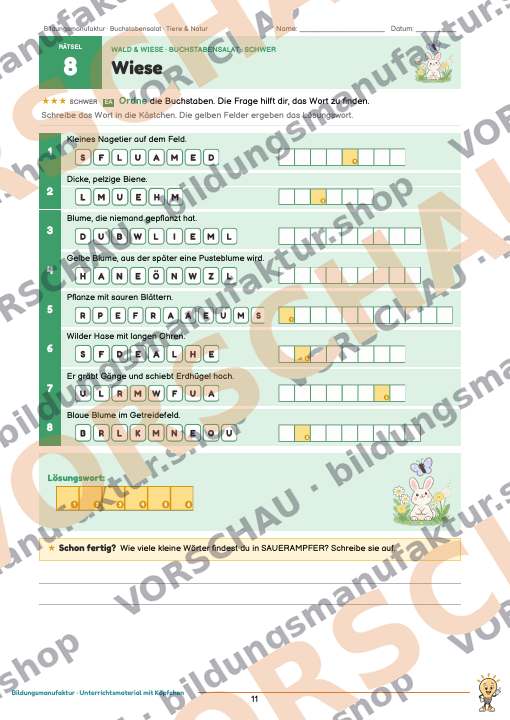 Bildungsmanufaktur · Buchstabensalat · Tiere & Natur Name: Datum:
RÄTSEL
8
WALD & WIESE · BUCHSTABENSALAT · SCHWER
Wiese
★★★ SCHWER EA Ordne die Buchstaben. Die Frage hilft dir, das Wort zu finden.
Schreibe das Wort in die Kästchen. Die gelben Felder ergeben das Lösungswort.
1 Kleines Nagetier auf dem Feld.
S F L U A M E D
2 Dicke, pelzige Biene.
L M U E H M
3 Blume, die niemand gepflanzt hat.
D U B W L I E M L
4 Gelbe Blume, aus der später eine Pusteblume wird.
H A N E Ö N W Z L
5 Pflanze mit sauren Blättern.
R P E F R A A E U M S
6 Wilder Hase mit langen Ohren.
S F D E A L H E
7 Er gräbt Gänge und schiebt Erdhügel hoch.
U L R M W F U A
8 Blaue Blume im Getreidefeld.
B R L K M N E O U
Lösungswort:
★ Schon fertig? Wie viele kleine Wörter findest du in SAUERAMPFER? Schreibe sie auf.
Bildungsmanufaktur · Unterrichtsmaterial mit Köpfchen
11
VORSCHAU · bildungsmanufaktur.shop